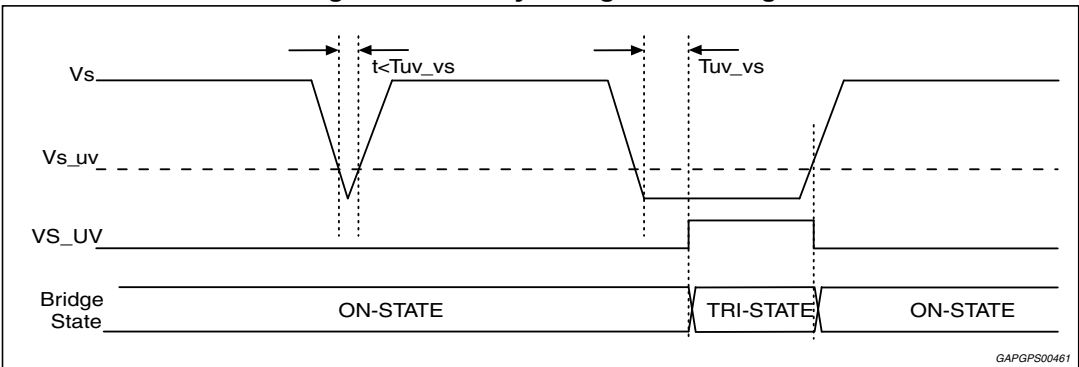 t<Tuv_vs
Tuv_vs
Vs
Vs_uv
VS_UV
Bridge
State
ON-STATE
TRI-STATE
ON-STATE
GAPGPS00461